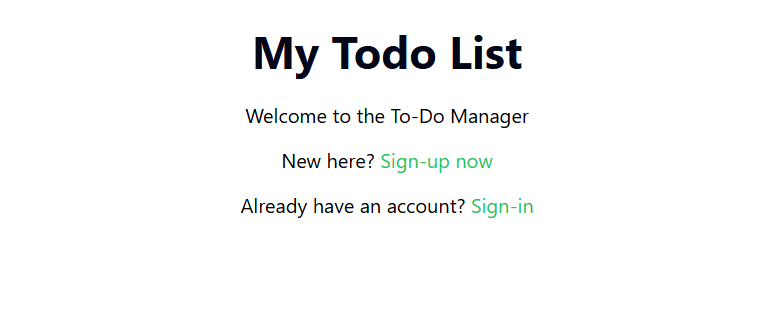 My Todo List
Welcome to the To-Do Manager
New here? Sign-up now
Already have an account? Sign-in